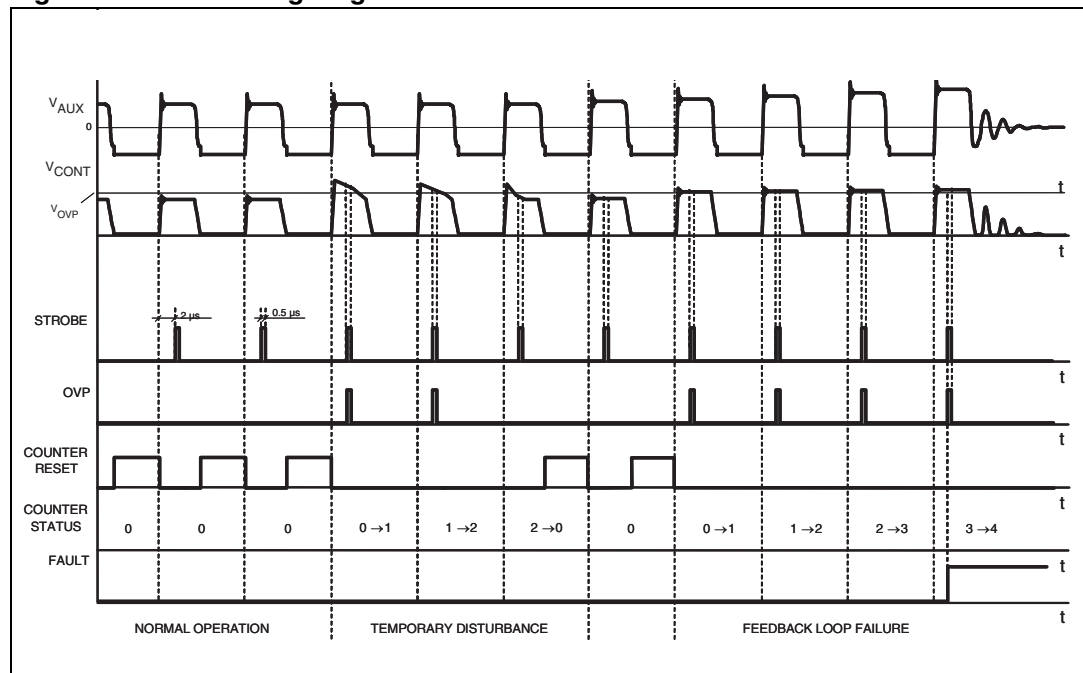 V_AUX
0
V_CONT
t
V_OVP
t
STROBE
2 µs
0.5 µs
t
OVP
t
COUNTER
RESET
t
COUNTER
STATUS
0 0 0 0→1 1→2 2→0 0 0→1 1→2 2→3 3→4
FAULT
t
t
NORMAL OPERATION TEMPORARY DISTURBANCE FEEDBACK LOOP FAILURE